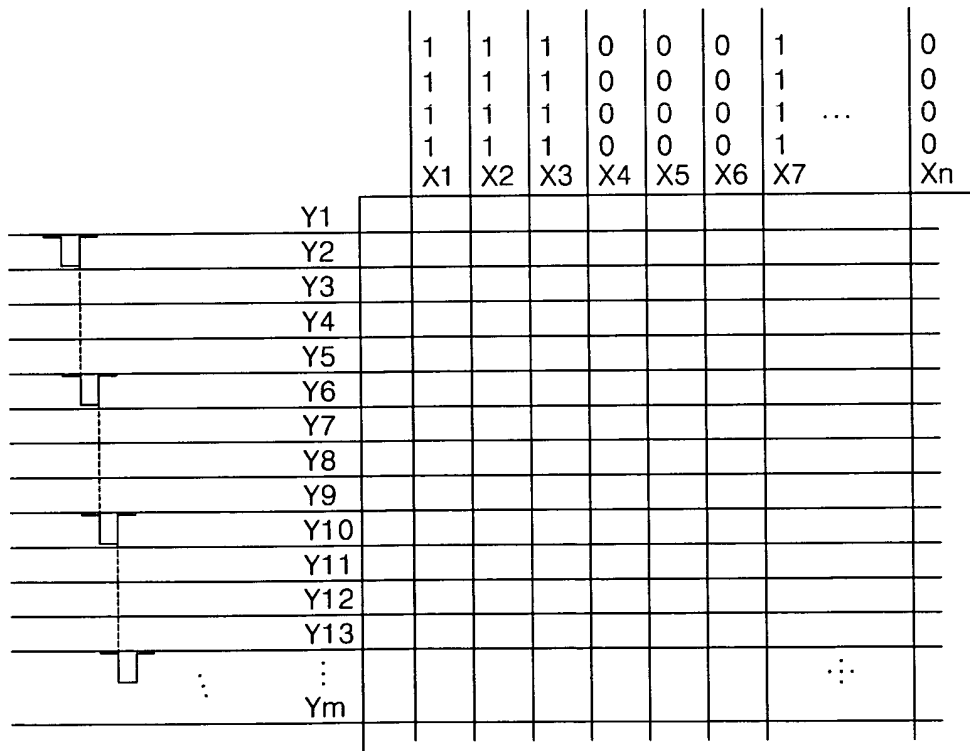 1 1 1 0 0 0 1 0
1 1 1 0 0 0 1 0
1 1 1 0 0 0 1 ... 0
1 1 1 0 0 0 1 0
X1 X2 X3 X4 X5 X6 X7 Xn
Y1
Y2
Y3
Y4
Y5
Y6
Y7
Y8
Y9
Y10
Y11
Y12
Y13
Ym